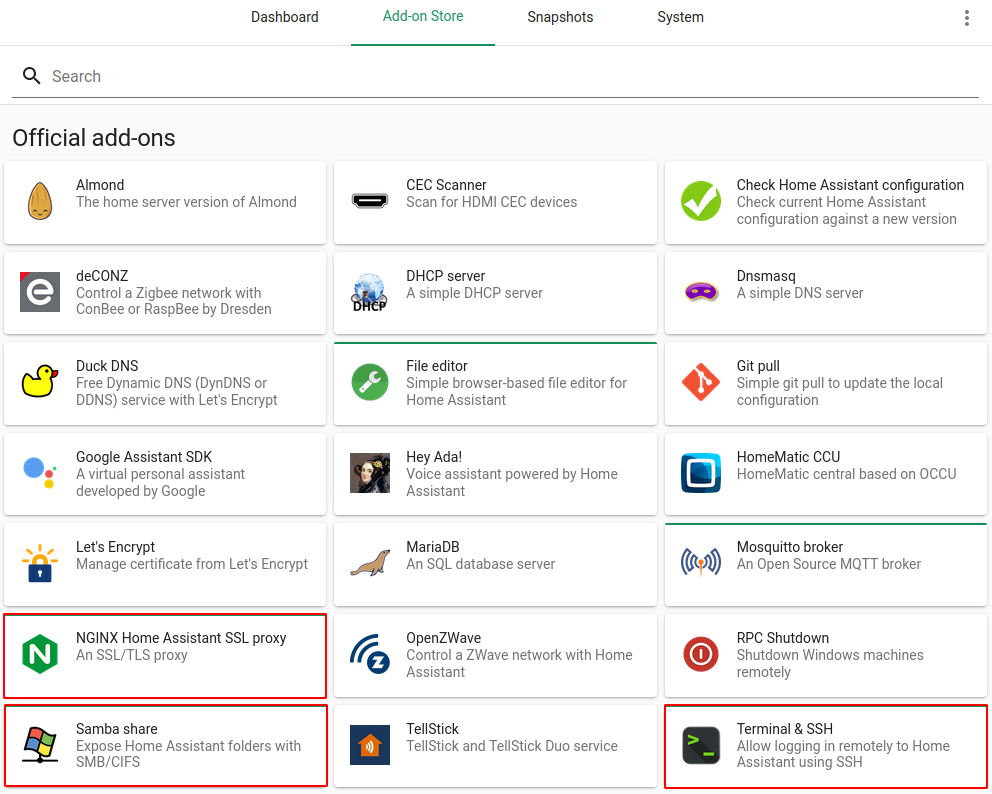 Dashboard
Add-on Store
Snapshots
System
Search
Official add-ons
Almond
The home server version of Almond
CEC Scanner
Scan for HDMI CEC devices
Check Home Assistant configuration
Check current Home Assistant
configuration against a new version
deCONZ
Control a Zigbee network with
ConBee or RaspBee by Dresden
DHCP server
A simple DHCP server
DHCP
Dnsmasq
A simple DNS server
Duck DNS
Free Dynamic DNS (DynDNS or
DDNS) service with Let's Encrypt
File editor
Simple browser-based file editor for
Home Assistant
Git pull
Simple git pull to update the local
configuration
Google Assistant SDK
A virtual personal assistant
developed by Google
Hey Ada!
Voice assistant powered by Home
Assistant
HomeMatic CCU
HomeMatic central based on OCCU
Let's Encrypt
Manage certificate from Let's Encrypt
MariaDB
An SQL database server
Mosquitto broker
An Open Source MQTT broker
N
NGINX Home Assistant SSL proxy
An SSL/TLS proxy
Z
OpenZWave
Control a ZWave network with Home
Assistant
RPC Shutdown
Shutdown Windows machines
remotely
Samba share
Expose Home Assistant folders with
SMB/CIFS
TellStick
TellStick and TellStick Duo service
>_
Terminal & SSH
Allow logging in remotely to Home
Assistant using SSH